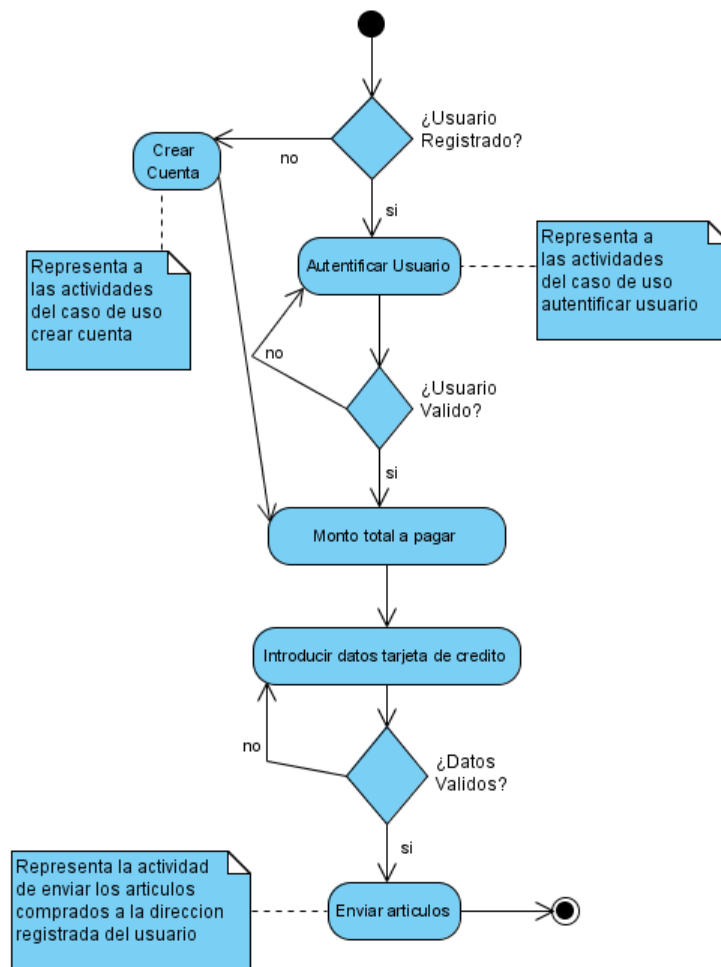 ¿Usuario
Registrado?
no
Crear
Cuenta
si
Representa a
las actividades
del caso de uso
crear cuenta
Autentificar Usuario
Representa a
las actividades
del caso de uso
autentificar usuario
no
¿Usuario
Valido?
si
Monto total a pagar
Introducir datos tarjeta de credito
no
¿Datos
Validos?
si
Representa la actividad
de enviar los articulos
comprados a la direccion
registrada del usuario
Enviar articulos